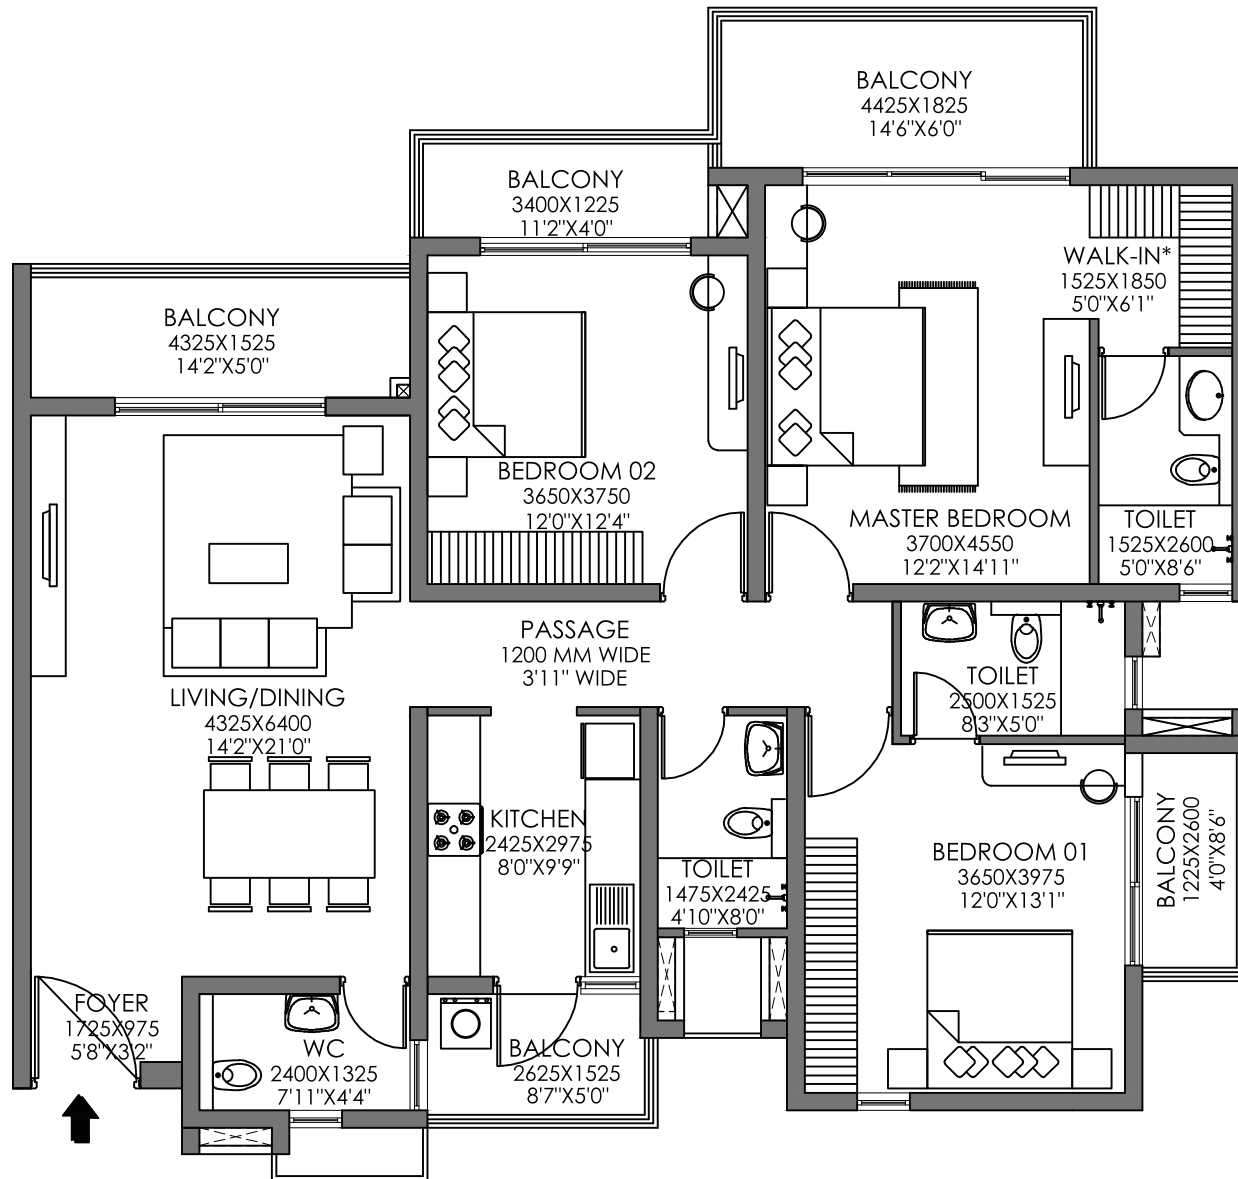 BALCONY
4425X1825
14'6"X6'0"
BALCONY
3400X1225
11'2"X4'0"
WALK-IN*
1525X1850
5'0"X6'1"
BALCONY
4325X1525
14'2"X5'0"
BEDROOM 02
3650X3750
12'0"X12'4"
MASTER BEDROOM
3700X4550
12'2"X14'11"
TOILET
1525X2600
5'0"X8'6"
PASSAGE
1200 MM WIDE
3'11" WIDE
TOILET
2500X1525
8'3"X5'0"
LIVING/DINING
4325X6400
14'2"X21'0"
KITCHEN
2425X2975
8'0"X9'9"
TOILET
1475X2425
4'10"X8'0"
BEDROOM 01
3650X3975
12'0"X13'1"
BALCONY
1225X2600
4'0"X8'6"
FOYER
1725X975
5'8"X3'2"
WC
2400X1325
7'11"X4'4"
BALCONY
2625X1525
8'7"X5'0"